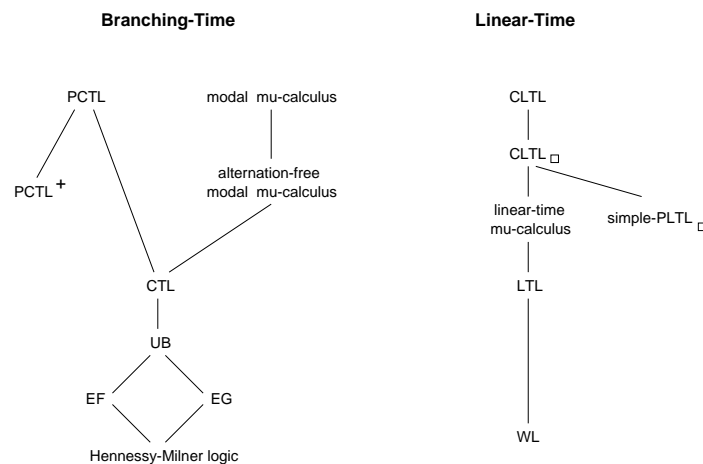 Branching-Time
Linear-Time
PCTL
modal mu-calculus
CLTL
CLTL□
alternation-free
modal mu-calculus
PCTL+
linear-time
mu-calculus
simple-PLTL□
CTL
LTL
UB
EF
EG
WL
Hennessy-Milner logic